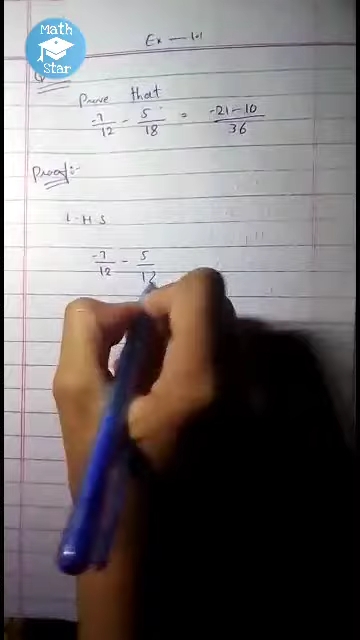 Math
Star
Ex - 1.1
Q
Prove that
-7/12 - 5/18 = -21-10/36
Proof:-
L.H.S
-7/12 - 5/12